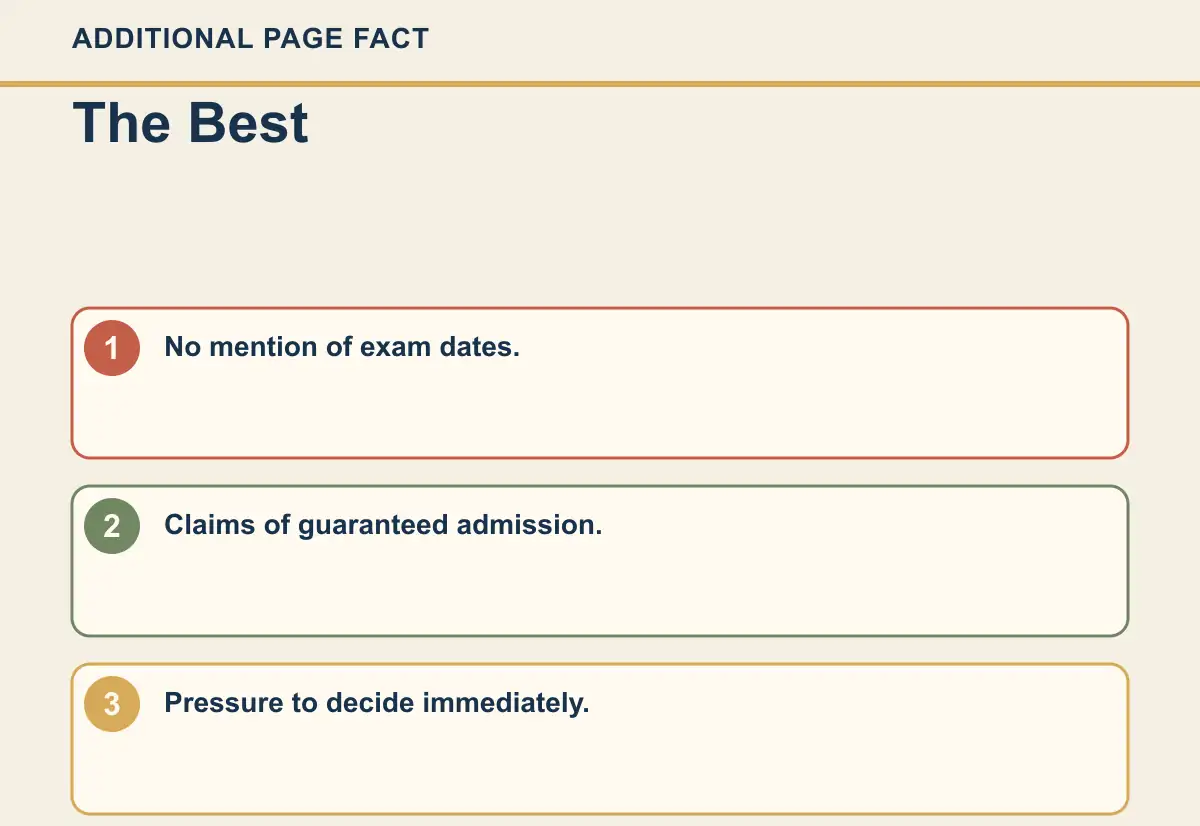 ADDITIONAL PAGE FACT
The Best
1 No mention of exam dates.
2 Claims of guaranteed admission.
3 Pressure to decide immediately.